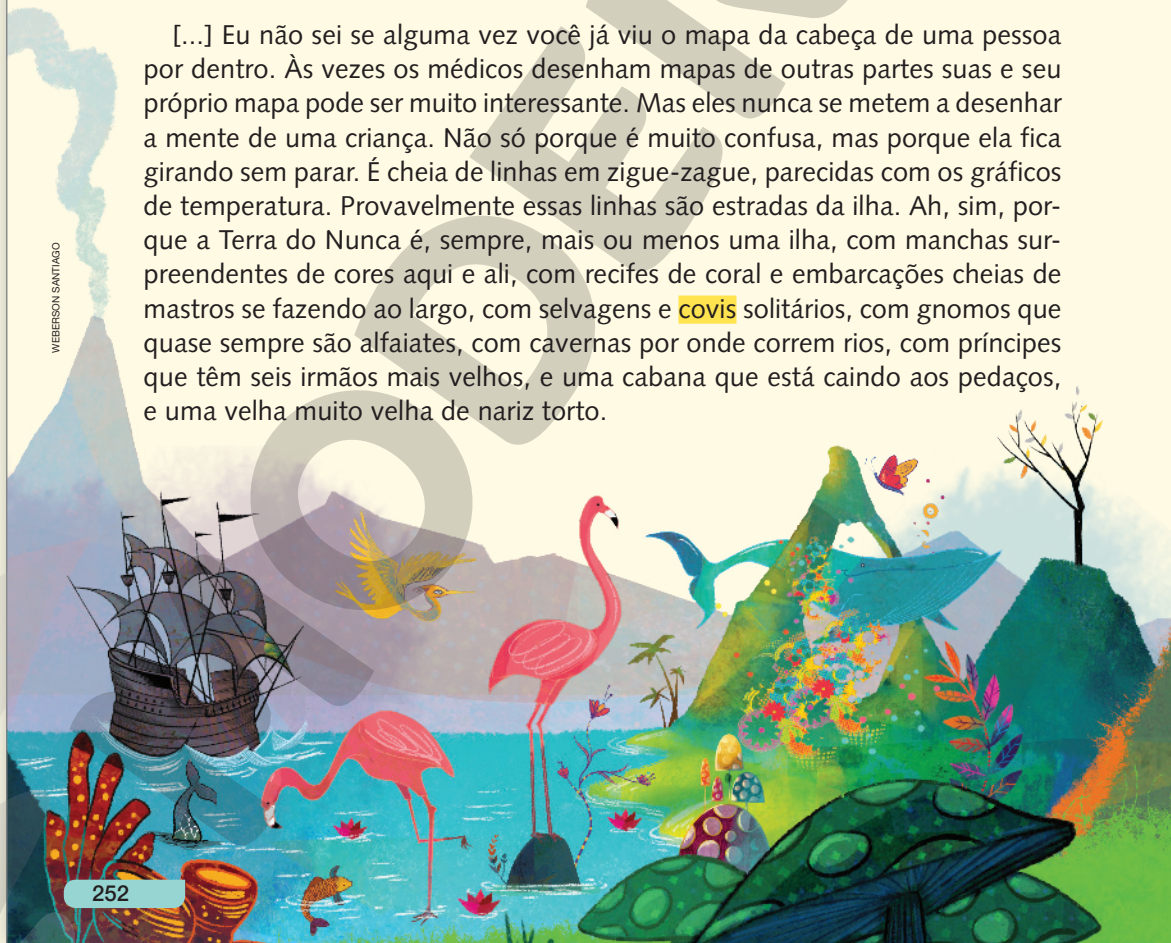 [...] Eu não sei se alguma vez você já viu o mapa da cabeça de uma pessoa
por dentro. Às vezes os médicos desenham mapas de outras partes suas e seu
próprio mapa pode ser muito interessante. Mas eles nunca se metem a desenhar
a mente de uma criança. Não só porque é muito confusa, mas porque ela fica
girando sem parar. É cheia de linhas em zigue-zague, parecidas com os gráficos
de temperatura. Provavelmente essas linhas são estradas da ilha. Ah, sim, por-
que a Terra do Nunca é, sempre, mais ou menos uma ilha, com manchas sur-
preendentes de cores aqui e ali, com recifes de coral e embarcações cheias de
mastros se fazendo ao largo, com selvagens e covis solitários, com gnomos que
quase sempre são alfaiates, com cavernas por onde correm rios, com príncipes
que têm seis irmãos mais velhos, e uma cabana que está caindo aos pedaços,
e uma velha muito velha de nariz torto.
WEBERSON SANTIAGO
252